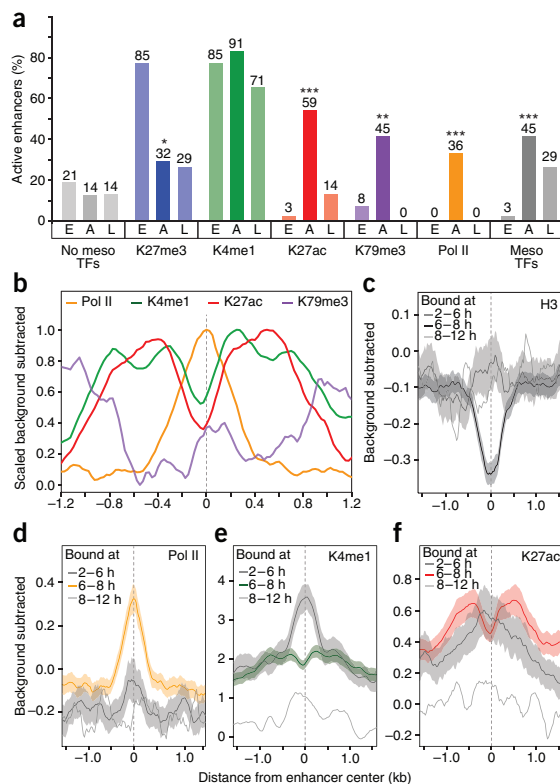 a
Active enhancers (%)
80
60
40
20
0
21 14 14
85 * 32 29
85 91 71
3 *** 59 14
8 ** 45 0
0 *** 36 0
3 *** 45 29
E A L E A L E A L E A L E A L E A L E A L
No meso TFs K27me3 K4me1 K27ac K79me3 Pol II Meso TFs
b
Pol II K4me1 K27ac K79me3
Scaled background subtracted
1.0
0.8
0.6
0.4
0.2
0.0
−1.2 −0.8 −0.4 0 0.4 0.8 1.2
c
H3
Bound at
2–6 h
6–8 h
8–12 h
Background subtracted
0.1
0.0
−0.1
−0.3
−1.0 0 1.0
d
Bound at Pol II
2–6 h
6–8 h
8–12 h
Background subtracted
0.4
0.2
−0.0
−0.2
−1.0 0 1.0
e
Bound at K4me1
2–6 h
6–8 h
8–12 h
4
2
0
−1.0 0 1.0
f
Bound at K27ac
2–6 h
6–8 h
8–12 h
0.8
0.6
0.4
0.2
−0.0
−1.0 0 1.0
Distance from enhancer center (kb)